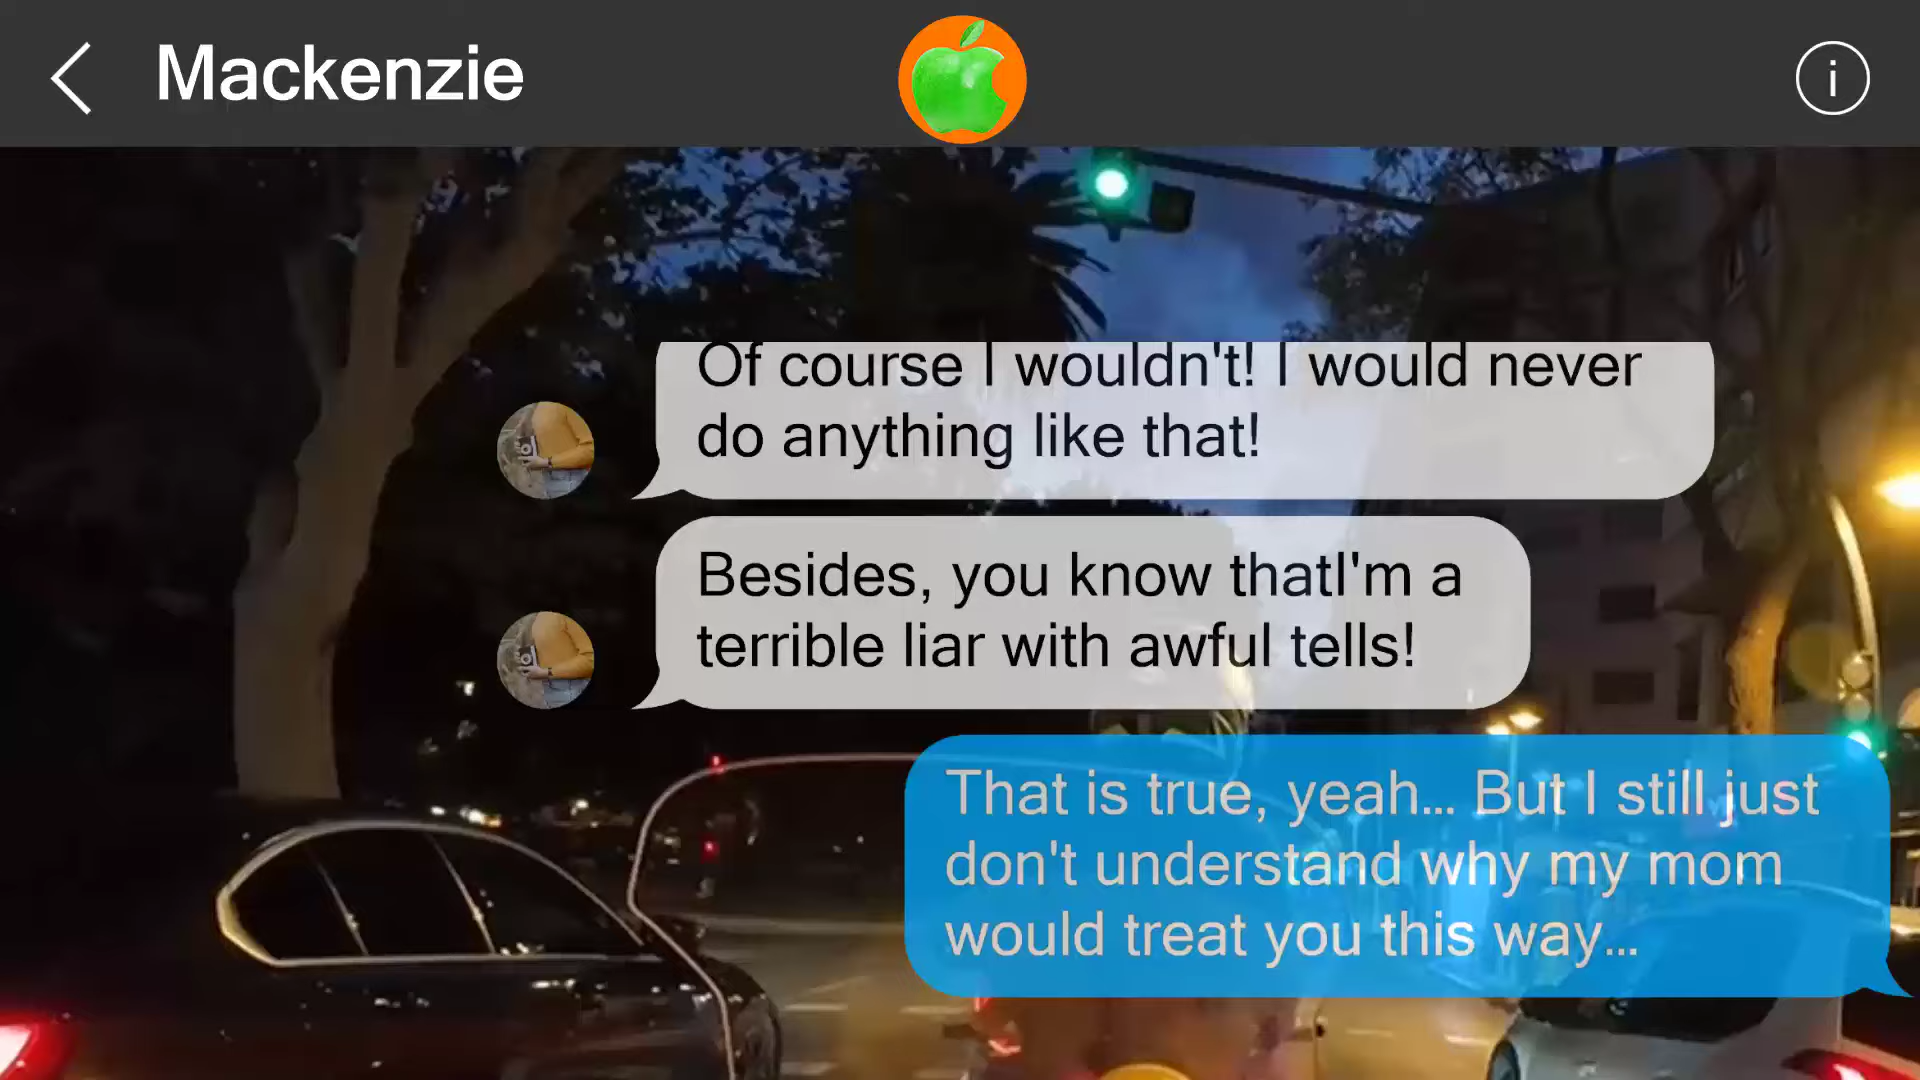 Mackenzie
Of course I wouldn't! I would never
do anything like that!
Besides, you know thatI'm a
terrible liar with awful tells!
That is true, yeah... But I still just
don't understand why my mom
would treat you this way...